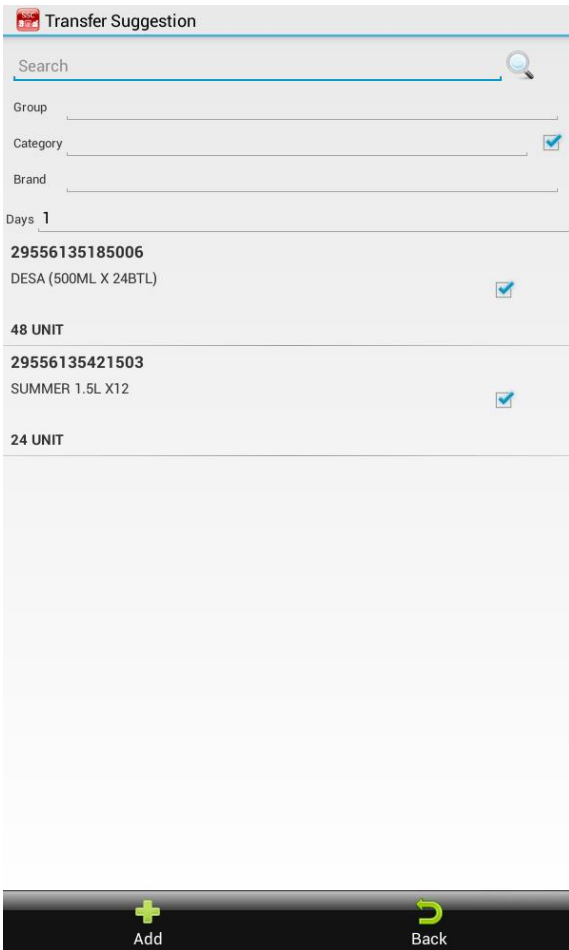 Transfer Suggestion
Search
Group
Category
Brand
Days 1
29556135185006
DESA (500ML X 24BTL)
48 UNIT
29556135421503
SUMMER 1.5L X12
24 UNIT
Add
Back